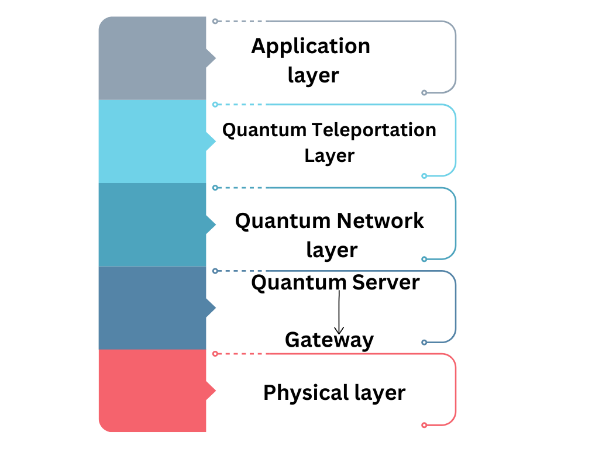 Application
layer
Quantum Teleportation
Layer
Quantum Network
layer
Quantum Server
Gateway
Physical layer